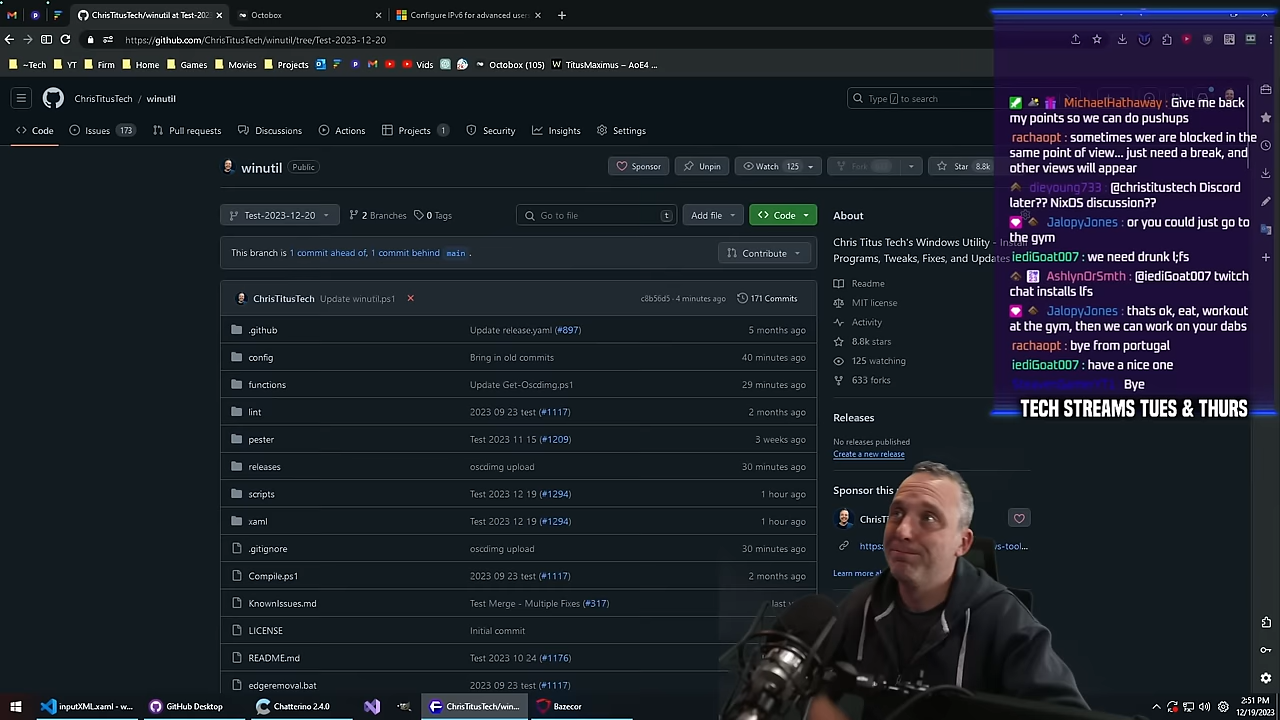 ChrisTitusTech/winutil at Test-2023
Octobox
Configure IPv6 for advanced user
https://github.com/ChrisTitusTech/winutil/tree/Test-2023-12-20
~Tech
YT
Firm
Home
Games
Movies
Projects
Vids
Octobox (105)
TitusMaximus ~ AoE4 ...
ChrisTitusTech / winutil
Type / to search
Code
Issues 173
Pull requests
Discussions
Actions
Projects 1
Security
Insights
Settings
winutil Public
Sponsor
Unpin
Watch 125
Fork
Star 8.8k
Test-2023-12-20
2 Branches
0 Tags
Go to file t
Add file
Code
This branch is 1 commit ahead of, 1 commit behind main .
Contribute
ChrisTitusTech Update winutil.ps1
c8b56d5 · 4 minutes ago
171 Commits
.github Update release.yaml (#897) 5 months ago
config Bring in old commits 40 minutes ago
functions Update Get-Oscdimg.ps1 29 minutes ago
lint 2023 09 23 test (#1117) 2 months ago
pester Test 2023 11 15 (#1209) 3 weeks ago
releases oscdimg upload 30 minutes ago
scripts Test 2023 12 19 (#1294) 1 hour ago
xaml Test 2023 12 19 (#1294) 1 hour ago
.gitignore oscdimg upload 30 minutes ago
Compile.ps1 2023 09 23 test (#1117) 2 months ago
KnownIssues.md Test Merge - Multiple Fixes (#317) last
LICENSE Initial commit
README.md Test 2023 10 24 (#1176)
edgeremoval.bat 2023 09 23 test (#1117)
About
Chris Titus Tech's Windows Utility - Install
Programs, Tweaks, Fixes, and Updates
Readme
MIT license
Activity
8.8k stars
125 watching
633 forks
Releases
No releases published
Create a new release
Sponsor this
ChrisTi
https: ws-tool...
Learn more ab
MichaelHathaway : Give me back
my points so we can do pushups
rachaopt : sometimes wer are blocked in the
same point of view... just need a break, and
other views will appear
dieyoung733 : @christitustech Discord
later?? NixOS discussion??
JalopyJones : or you could just go to
the gym
iediGoat007 : we need drunk l;fs
AshlynOrSmth : @iediGoat007 twitch
chat installs lfs
JalopyJones : thats ok, eat, workout
at the gym, then we can work on your dabs
rachaopt : bye from portugal
iediGoat007 : have a nice one
Bye
TECH STREAMS TUES & THURS
inputXML.xaml - w...
GitHub Desktop
Chatterino 2.4.0
ChrisTitusTech/win...
Bazecor
2:51 PM
12/19/2023